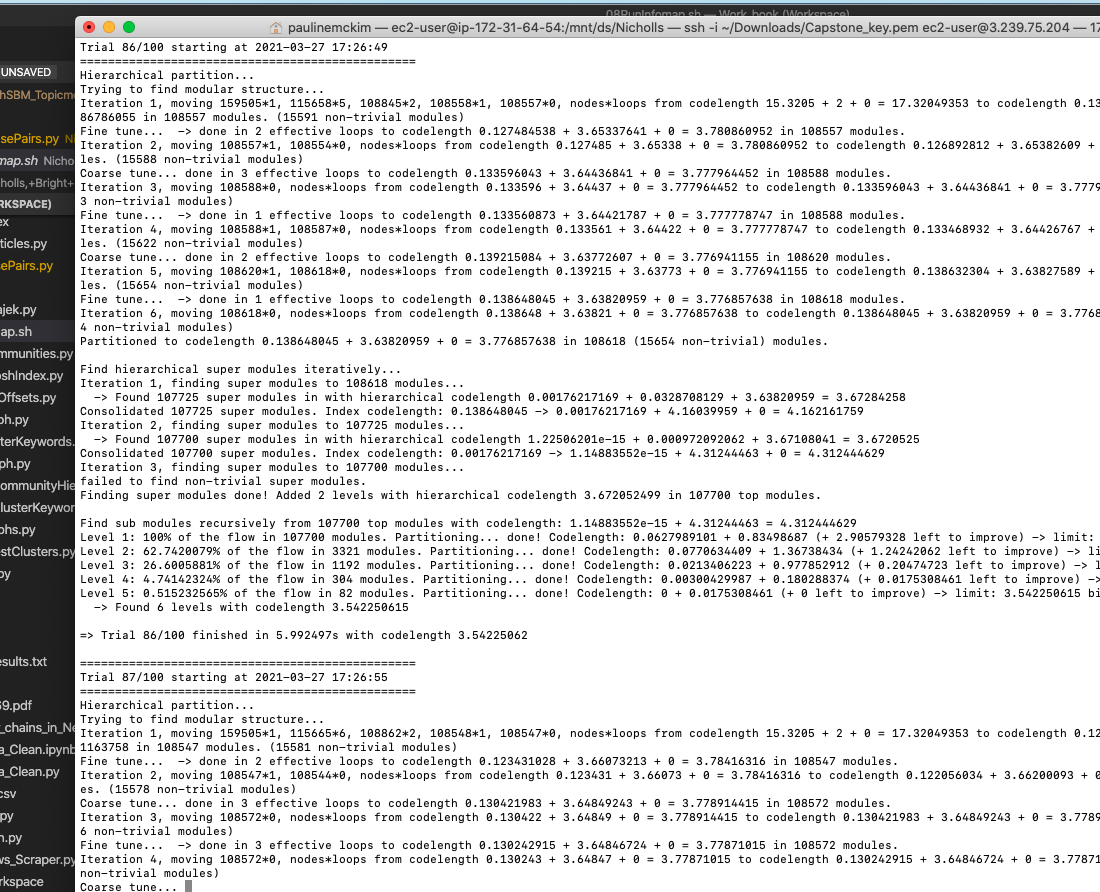 08RunInfomap.sh — Work_book (Workspace)
paulinemckim — ec2-user@ip-172-31-64-54:/mnt/ds/Nicholls — ssh -i ~/Downloads/Capstone_key.pem ec2-user@3.239.75.204 — 17
Trial 86/100 starting at 2021-03-27 17:26:49
================================================
Hierarchical partition...
Trying to find modular structure...
Iteration 1, moving 159505*1, 115658*5, 108845*2, 108558*1, 108557*0, nodes*loops from codelength 15.3205 + 2 + 0 = 17.32049353 to codelength 0.13
86786055 in 108557 modules. (15591 non-trivial modules)
Fine tune...  -> done in 2 effective loops to codelength 0.127484538 + 3.65337641 + 0 = 3.780860952 in 108557 modules.
Iteration 2, moving 108557*1, 108554*0, nodes*loops from codelength 0.127485 + 3.65338 + 0 = 3.780860952 to codelength 0.126892812 + 3.65382609 +
les. (15588 non-trivial modules)
Coarse tune... done in 3 effective loops to codelength 0.133596043 + 3.64436841 + 0 = 3.777964452 in 108588 modules.
Iteration 3, moving 108588*0, nodes*loops from codelength 0.133596 + 3.64437 + 0 = 3.777964452 to codelength 0.133596043 + 3.64436841 + 0 = 3.7779
3 non-trivial modules)
Fine tune...  -> done in 1 effective loops to codelength 0.133560873 + 3.64421787 + 0 = 3.777778747 in 108588 modules.
Iteration 4, moving 108588*1, 108587*0, nodes*loops from codelength 0.133561 + 3.64422 + 0 = 3.777778747 to codelength 0.133468932 + 3.64426767 +
les. (15622 non-trivial modules)
Coarse tune... done in 2 effective loops to codelength 0.139215084 + 3.63772607 + 0 = 3.776941155 in 108620 modules.
Iteration 5, moving 108620*1, 108618*0, nodes*loops from codelength 0.139215 + 3.63773 + 0 = 3.776941155 to codelength 0.138632304 + 3.63827589 +
les. (15654 non-trivial modules)
Fine tune...  -> done in 1 effective loops to codelength 0.138648045 + 3.63820959 + 0 = 3.776857638 in 108618 modules.
Iteration 6, moving 108618*0, nodes*loops from codelength 0.138648 + 3.63821 + 0 = 3.776857638 to codelength 0.138648045 + 3.63820959 + 0 = 3.7768
4 non-trivial modules)
Partitioned to codelength 0.138648045 + 3.63820959 + 0 = 3.776857638 in 108618 (15654 non-trivial) modules.
Find hierarchical super modules iteratively...
Iteration 1, finding super modules to 108618 modules...
  -> Found 107725 super modules in with hierarchical codelength 0.00176217169 + 0.0328708129 + 3.63820959 = 3.67284258
Consolidated 107725 super modules. Index codelength: 0.138648045 -> 0.00176217169 + 4.16039959 + 0 = 4.162161759
Iteration 2, finding super modules to 107725 modules...
  -> Found 107700 super modules in with hierarchical codelength 1.22506201e-15 + 0.000972092062 + 3.67108041 = 3.6720525
Consolidated 107700 super modules. Index codelength: 0.00176217169 -> 1.14883552e-15 + 4.31244463 + 0 = 4.312444629
Iteration 3, finding super modules to 107700 modules...
failed to find non-trivial super modules.
Finding super modules done! Added 2 levels with hierarchical codelength 3.672052499 in 107700 top modules.
Find sub modules recursively from 107700 top modules with codelength: 1.14883552e-15 + 4.31244463 = 4.312444629
Level 1: 100% of the flow in 107700 modules. Partitioning... done! Codelength: 0.0627989101 + 0.83498687 (+ 2.90579328 left to improve) -> limit:
Level 2: 62.7420079% of the flow in 3321 modules. Partitioning... done! Codelength: 0.0770634409 + 1.36738434 (+ 1.24242062 left to improve) -> li
Level 3: 26.6005881% of the flow in 1192 modules. Partitioning... done! Codelength: 0.0213406223 + 0.977852912 (+ 0.20474723 left to improve) -> l
Level 4: 4.74142324% of the flow in 304 modules. Partitioning... done! Codelength: 0.00300429987 + 0.180288374 (+ 0.0175308461 left to improve) ->
Level 5: 0.515232565% of the flow in 82 modules. Partitioning... done! Codelength: 0 + 0.0175308461 (+ 0 left to improve) -> limit: 3.542250615 bi
  -> Found 6 levels with codelength 3.542250615
=> Trial 86/100 finished in 5.992497s with codelength 3.54225062
================================================
Trial 87/100 starting at 2021-03-27 17:26:55
================================================
Hierarchical partition...
Trying to find modular structure...
Iteration 1, moving 159505*1, 115665*6, 108862*2, 108548*1, 108547*0, nodes*loops from codelength 15.3205 + 2 + 0 = 17.32049353 to codelength 0.12
1163758 in 108547 modules. (15581 non-trivial modules)
Fine tune...  -> done in 2 effective loops to codelength 0.123431028 + 3.66073213 + 0 = 3.78416316 in 108547 modules.
Iteration 2, moving 108547*1, 108544*0, nodes*loops from codelength 0.123431 + 3.66073 + 0 = 3.78416316 to codelength 0.122056034 + 3.66200093 + 0
es. (15578 non-trivial modules)
Coarse tune... done in 3 effective loops to codelength 0.130421983 + 3.64849243 + 0 = 3.778914415 in 108572 modules.
Iteration 3, moving 108572*0, nodes*loops from codelength 0.130422 + 3.64849 + 0 = 3.778914415 to codelength 0.130421983 + 3.64849243 + 0 = 3.7789
6 non-trivial modules)
Fine tune...  -> done in 3 effective loops to codelength 0.130242915 + 3.64846724 + 0 = 3.77871015 in 108572 modules.
Iteration 4, moving 108572*0, nodes*loops from codelength 0.130243 + 3.64847 + 0 = 3.77871015 to codelength 0.130242915 + 3.64846724 + 0 = 3.77871
non-trivial modules)
Coarse tune...
UNSAVED
hSBM_Topicmo
sePairs.py Ni
map.sh Nicho
holls,+Bright+
RKSPACE)
ex
ticles.py
ePairs.py
ajek.py
ap.sh
mmunities.py
oshIndex.py
Offsets.py
ph.py
terKeywords.
ph.py
ommunityHie
lusterKeywor
phs.py
estClusters.py
py
esults.txt
69.pdf
_chains_in_Ne
a_Clean.ipynb
a_Clean.py
csv
py
n.py
ws_Scraper.py
rkspace